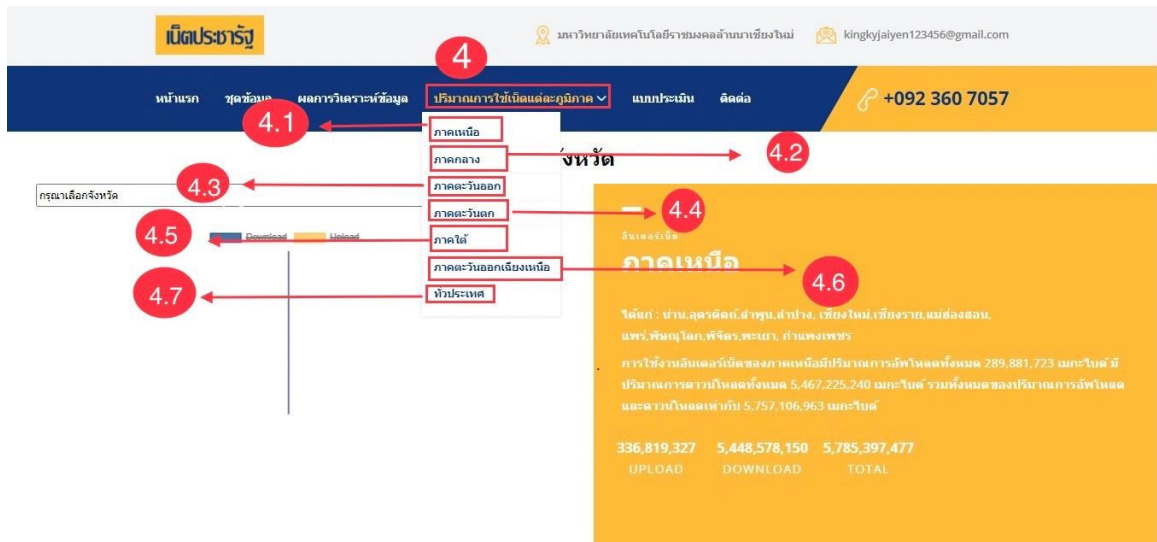 เน็ตประชารัฐ
มหาวิทยาลัยเทคโนโลยีราชมงคลล้านนาเชียงใหม่
kingkyjaiyen123456@gmail.com
4
หน้าแรก ชุดข้อมูล ผลการวิเคราะห์ข้อมูล ปริมาณการใช้เน็ตแต่ละภูมิภาค แบบประเมิน ติดต่อ
+092 360 7057
4.1
ภาคเหนือ
ภาคกลาง
4.2
จังหวัด
4.3
ภาคตะวันออก
กรุณาเลือกจังหวัด
ภาคตะวันตก
4.4
4.5
Download Upload
ภาคใต้
อินเตอร์เน็ต
ภาคเหนือ
ภาคตะวันออกเฉียงเหนือ
4.6
4.7
ทั่วประเทศ
ได้แก่ : น่าน,อุตรดิตถ์,ลำพูน,ลำปาง, เชียงใหม่,เชียงราย,แม่ฮ่องสอน,
แพร่,พิษณุโลก,พิจิตร,พะเยา, กำแพงเพชร
การใช้งานอินเตอร์เน็ตของภาคเหนือมีปริมาณการอัพโหลดทั้งหมด 289,881,723 เมกะไบต์ มี
ปริมาณการดาวน์โหลดทั้งหมด 5,467,225,240 เมกะไบต์ รวมทั้งหมดของปริมาณการอัพโหลด
และดาวน์โหลดเท่ากับ 5,757,106,963 เมกะไบต์
336,819,327 5,448,578,150 5,785,397,477
UPLOAD DOWNLOAD TOTAL